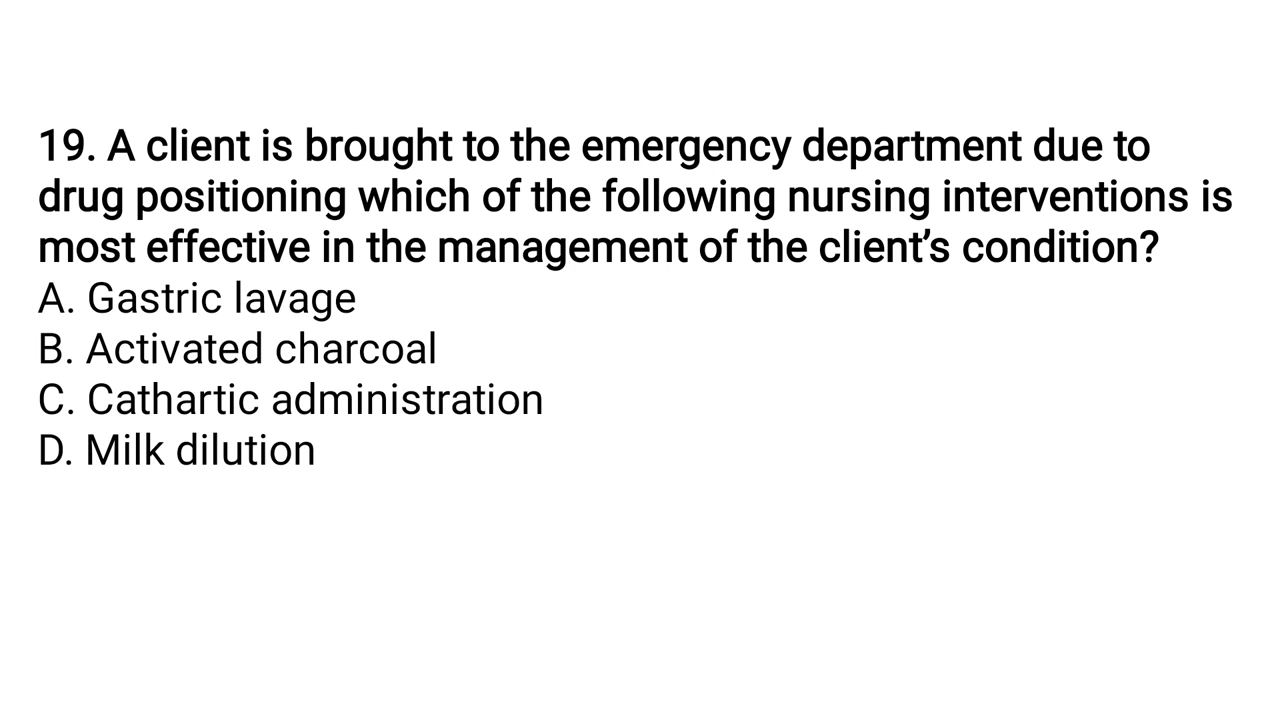 19. A client is brought to the emergency department due to
drug positioning which of the following nursing interventions is
most effective in the management of the client’s condition?
A. Gastric lavage
B. Activated charcoal
C. Cathartic administration
D. Milk dilution